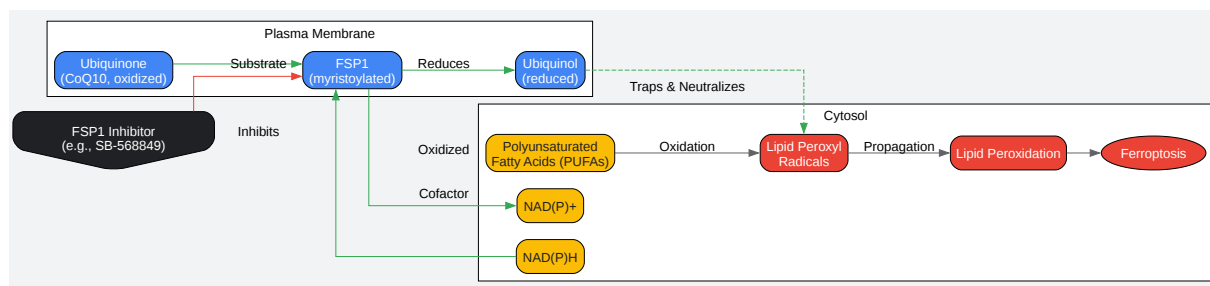 Plasma Membrane
Ubiquinone
(CoQ10, oxidized)
Substrate
FSP1
(myristoylated)
Reduces
Ubiquinol
(reduced)
Traps & Neutralizes
FSP1 Inhibitor
(e.g., SB-568849)
Inhibits
Cytosol
Oxidized
Polyunsaturated
Fatty Acids (PUFAs)
Oxidation
Lipid Peroxyl
Radicals
Propagation
Lipid Peroxidation
Ferroptosis
Cofactor
NAD(P)+
NAD(P)H